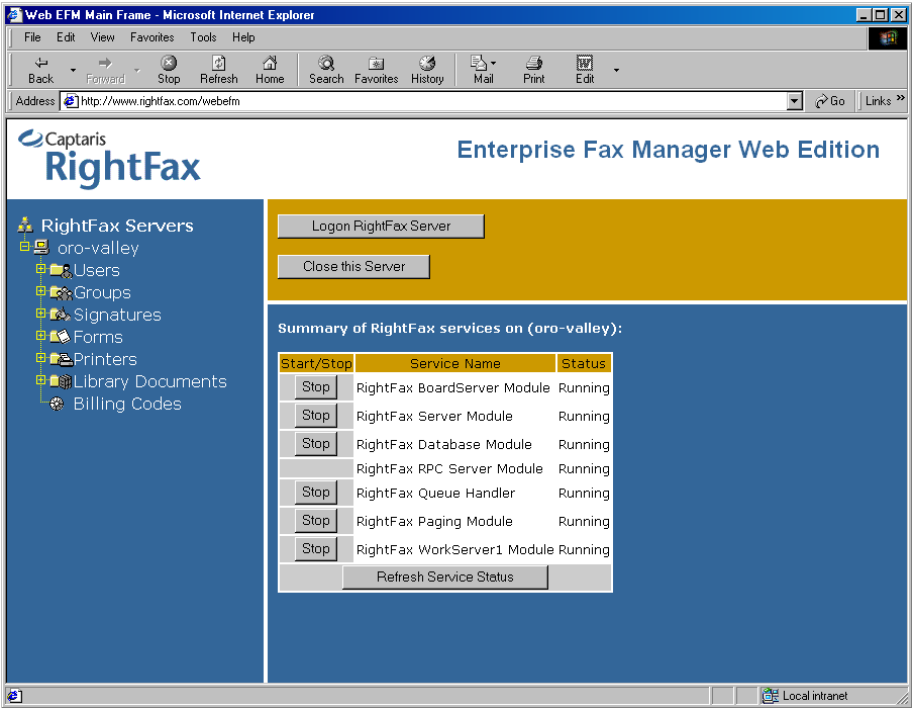 Web EFM Main Frame - Microsoft Internet Explorer
File Edit View Favorites Tools Help
Back Forward Stop Refresh Home Search Favorites History Mail Print Edit
Address http://www.rightfax.com/webefm Go Links »
Captaris
RightFax
Enterprise Fax Manager Web Edition
RightFax Servers
oro-valley
Users
Groups
Signatures
Forms
Printers
Library Documents
Billing Codes
Logon RightFax Server
Close this Server
Summary of RightFax services on (oro-valley):
Start/Stop Service Name Status
Stop RightFax BoardServer Module Running
Stop RightFax Server Module Running
Stop RightFax Database Module Running
RightFax RPC Server Module Running
Stop RightFax Queue Handler Running
Stop RightFax Paging Module Running
Stop RightFax WorkServer1 Module Running
Refresh Service Status
Local intranet